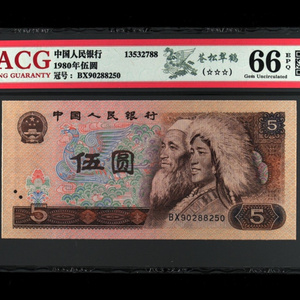 ACG
NG GUARANTY
中国人民银行
1980年伍圆
冠号：BX90288250
13532788
苍松翠鹤
(☆☆☆)
66
EPQ
Gem Uncirculated
中国人民银行
伍圆
5
5
5
BX90288250